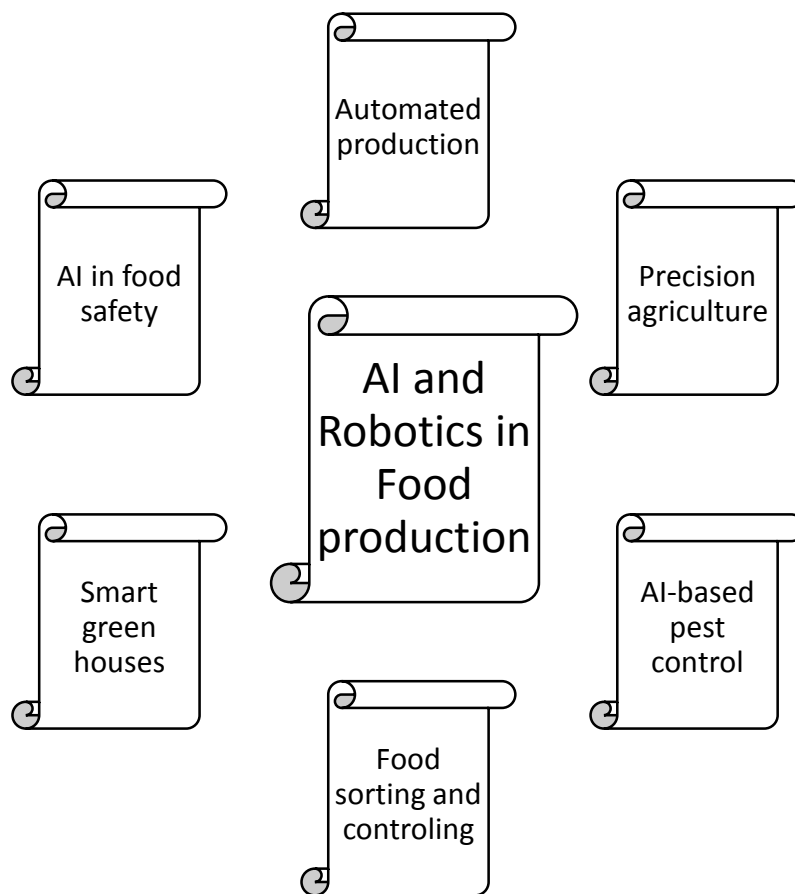 Automated
production
AI in food
safety
Precision
agriculture
AI and
Robotics in
Food
production
Smart
green
houses
AI-based
pest
control
Food
sorting and
controling